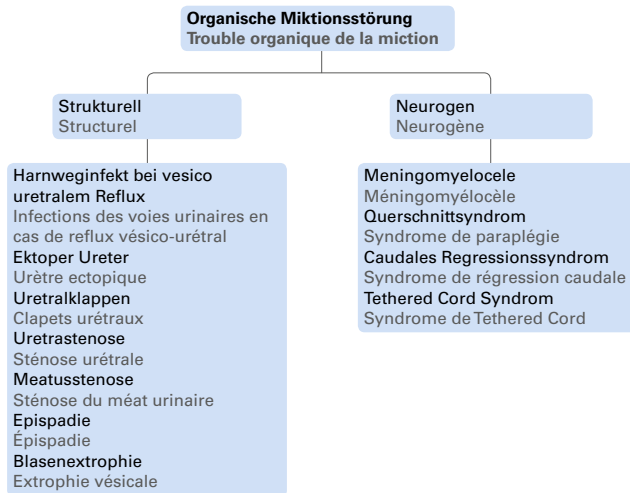 Organische Miktionsstörung
Trouble organique de la miction
Strukturell
Structurel
Neurogen
Neurogène
Harnweginfekt bei vesico
uretralem Reflux
Infections des voies urinaires en
cas de reflux vésico-urétral
Ektoper Ureter
Urètre ectopique
Uretralklappen
Clapets urétraux
Uretrastenose
Sténose urétrale
Meatusstenose
Sténose du méat urinaire
Epispadie
Épispadie
Blasenextrophie
Extrophie vésicale
Meningomyelocele
Méningomyélocèle
Querschnittsyndrom
Syndrome de paraplégie
Caudales Regressionssyndrom
Syndrome de régression caudale
Tethered Cord Syndrom
Syndrome de Tethered Cord